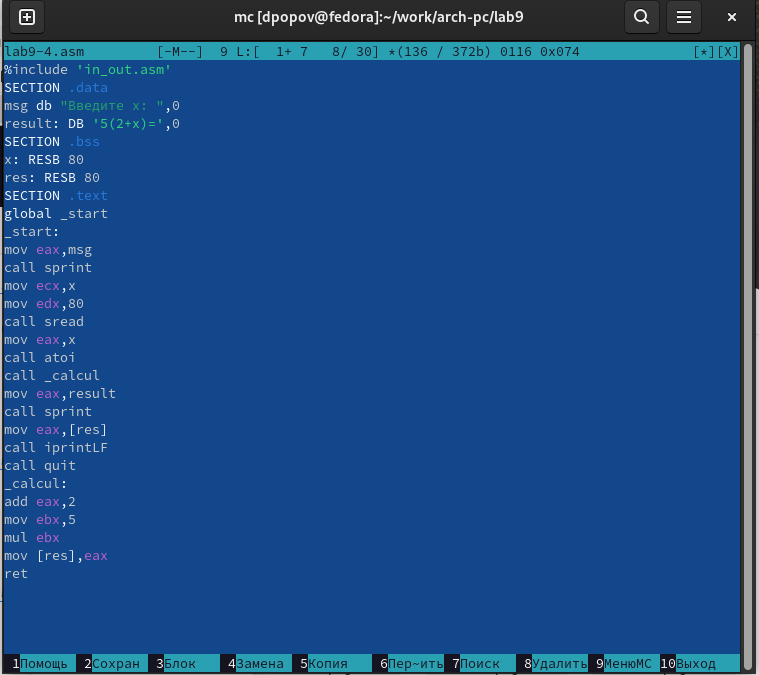 mc [dpopov@fedora]:~/work/arch-pc/lab9
lab9-4.asm [-M--] 9 L:[ 1+ 7 8/ 30] *(136 / 372b) 0116 0x074 [*][X]
%include 'in_out.asm'
SECTION .data
msg db "Введите x: ",0
result: DB '5(2+x)=',0
SECTION .bss
x: RESB 80
res: RESB 80
SECTION .text
global _start
_start:
mov eax,msg
call sprint
mov ecx,x
mov edx,80
call sread
mov eax,x
call atoi
call _calcul
mov eax,result
call sprint
mov eax,[res]
call iprintLF
call quit
_calcul:
add eax,2
mov ebx,5
mul ebx
mov [res],eax
ret
1Помощь 2Сохран 3Блок 4Замена 5Копия 6Пер~ить 7Поиск 8Удалить 9МенюMC 10Выход